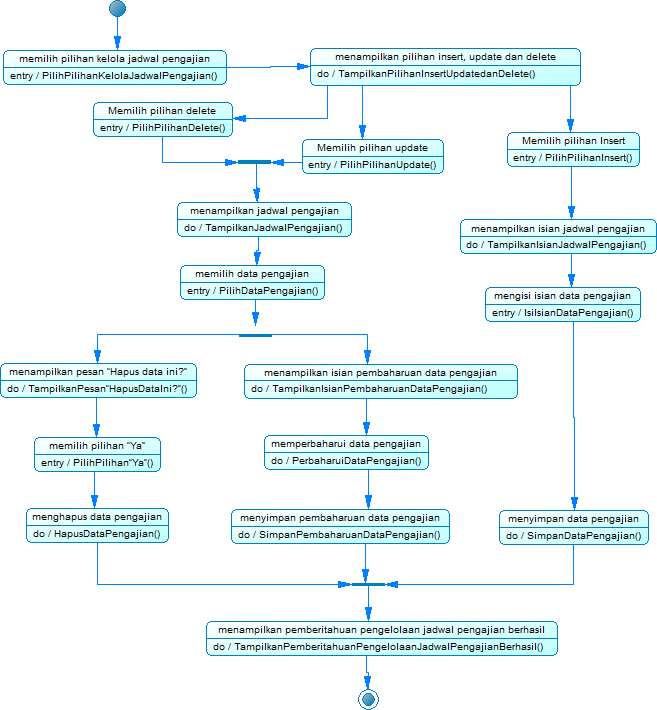 memilih pilihan kelola jadwal pengajian
entry / PilihPilihanKelolaJadwalPengajian()
menampilkan pilihan insert, update dan delete
do / TampilkanPilihanInsertUpdatedanDelete()
Memilih pilihan delete
entry / PilihPilihanDelete()
Memilih pilihan update
entry / PilihPilihanUpdate()
Memilih pilihan Insert
entry / PilihPilihanInsert()
menampilkan jadwal pengajian
do / TampilkanJadwalPengajian()
menampilkan isian jadwal pengajian
do / TampilkanIsianJadwalPengajian()
memilih data pengajian
entry / PilihDataPengajian()
mengisi isian data pengajian
entry / IsiIsianDataPengajian()
menampilkan pesan "Hapus data ini?"
do / TampilkanPesan"HapusDataIni?"()
menampilkan isian pembaharuan data pengajian
do / TampilkanIsianPembaharuanDataPengajian()
memilih pilihan "Ya"
entry / PilihPilihan"Ya"()
memperbaharui data pengajian
do / PerbaharuiDataPengajian()
menghapus data pengajian
do / HapusDataPengajian()
menyimpan pembaharuan data pengajian
do / SimpanPembaharuanDataPengajian()
menyimpan data pengajian
do / SimpanDataPengajian()
menampilkan pemberitahuan pengelolaan jadwal pengajian berhasil
do / TampilkanPemberitahuanPengelolaanJadwalPengajianBerhasil()